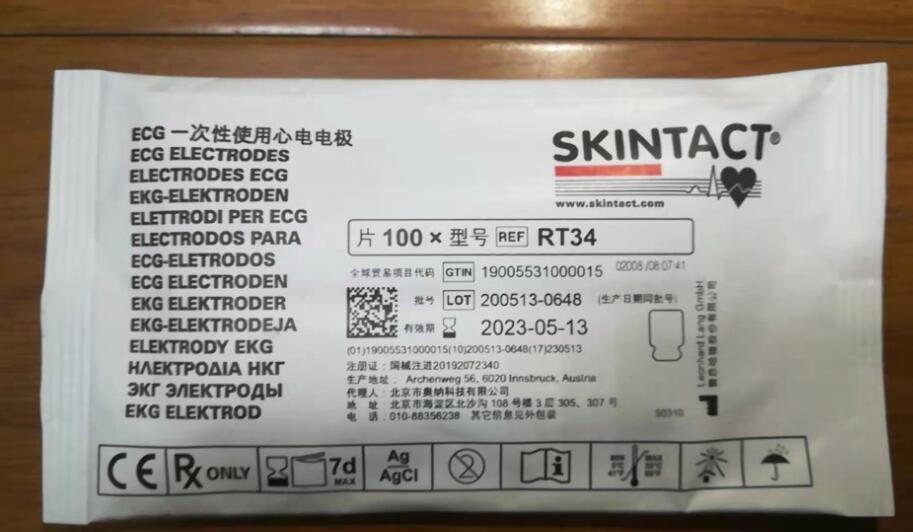 ECG 一次性使用心电电极
ECG ELECTRODES
ELECTRODES ECG
EKG-ELEKTRODEN
ELETTRODI PER ECG
ELECTRODOS PARA
ECG-ELETRODOS
ECG ELECTRODEN
EKG ELEKTRODER
EKG-ELEKTRODEJA
ELEKTRODY EKG
ΗΛΕΚΤΡΟΔΙΑ ΗΚΓ
ЭКГ ЭЛЕКТРОДЫ
EKG ELEKTROD
SKINTACT®
www.skintact.com
片 100 × 型号 REF RT34
全球贸易项目代码 GTIN 19005531000015
02008 /08:07:41
批号 LOT 200513-0648 (生产日期同批号)
有效期 2023-05-13
(01)19005531000015(10)200513-0648(17)230513
注册证：国械注进20192072340
生产地址： Archenweg 56, 6020 Innsbruck, Austria
代理人：北京市奥纳科技有限公司
地 址：北京市海淀区北沙沟 108 号楼 3 层 305、307 号
电 话：010-88356238 其它信息见外包装
Leonhard Lang GmbH
CE
Rx ONLY
7d
MAX
Ag
AgCl
2
i
MIN
MAX